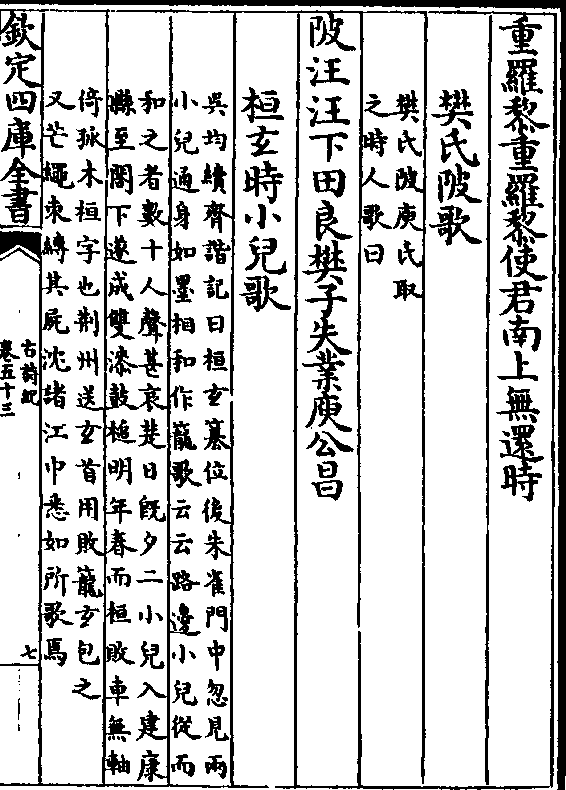 重羅黎重羅黎使君南上無還時
樊氏陂歌
樊氏陂庾氏取
之時人歌曰
陂汪汪下田良樊子失業庾公昌
桓玄時小兒歌
吳均續齊諧記曰桓玄簒位後朱雀門中忽見兩
小兒通身如墨相和作籠歌云云路邊小兒從而
和之者數十人聲甚哀楚日旣夕二小兒入建康
縣至閣下遂成雙漆鼓槌明年春而桓敗車無軸
倚孤木桓字也荆州送玄首用敗籠玄包之
又芒繩束縛其屍沈諸江中悉如所歌焉
欽定四庫全書
古詩紀
卷五十三
七